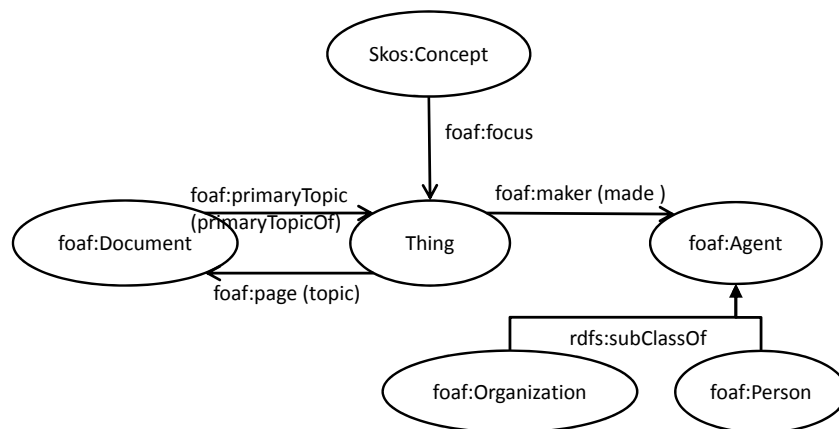 Skos:Concept
foaf:focus
foaf:primaryTopic
(primaryTopicOf)
foaf:maker (made )
foaf:Document
Thing
foaf:Agent
foaf:page (topic)
rdfs:subClassOf
foaf:Organization
foaf:Person